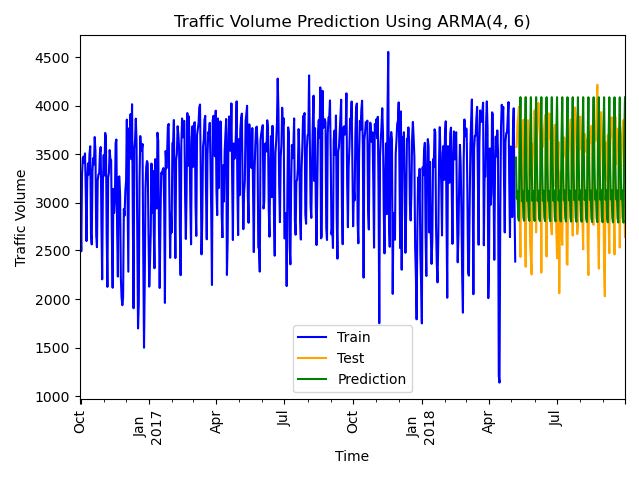 Traffic Volume Prediction Using ARMA(4, 6)
Traffic Volume
4500
4000
3500
3000
2500
2000
1500
1000
Train
Test
Prediction
Oct
Jan
2017
Apr
Jul
Oct
Jan
2018
Apr
Jul
Time